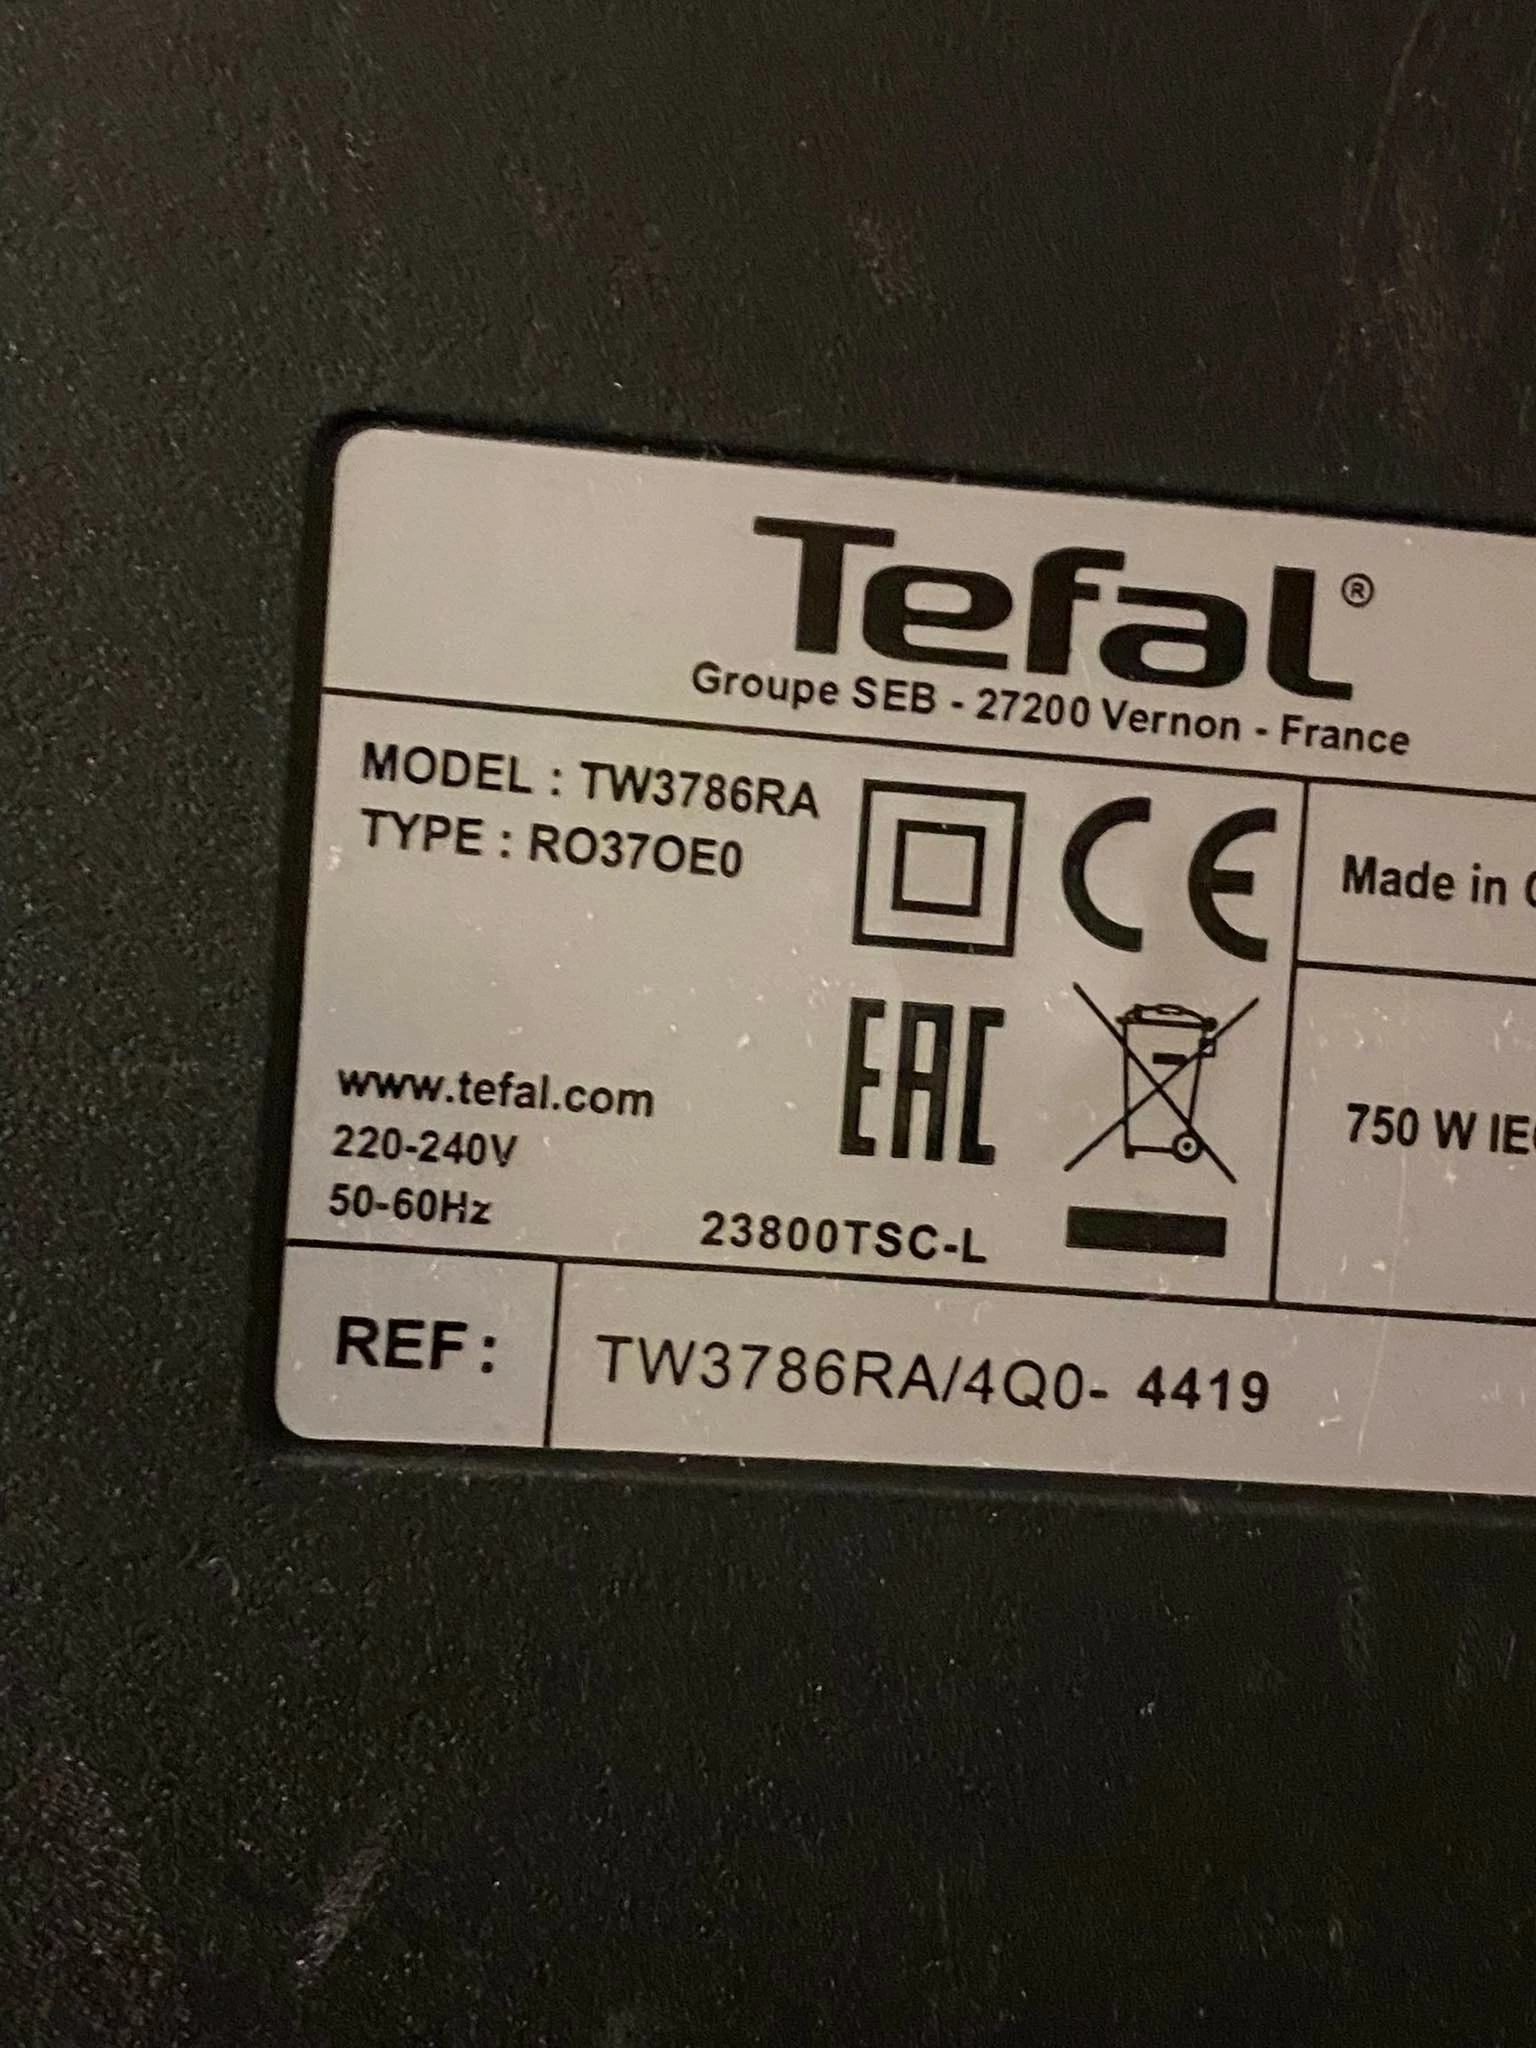 Tefal®
Groupe SEB - 27200 Vernon - France
MODEL : TW3786RA
TYPE : RO37OE0
CE
Made in
EAC
www.tefal.com
220-240V
50-60Hz
23800TSC-L
750 W
REF :
TW3786RA/4Q0- 4419